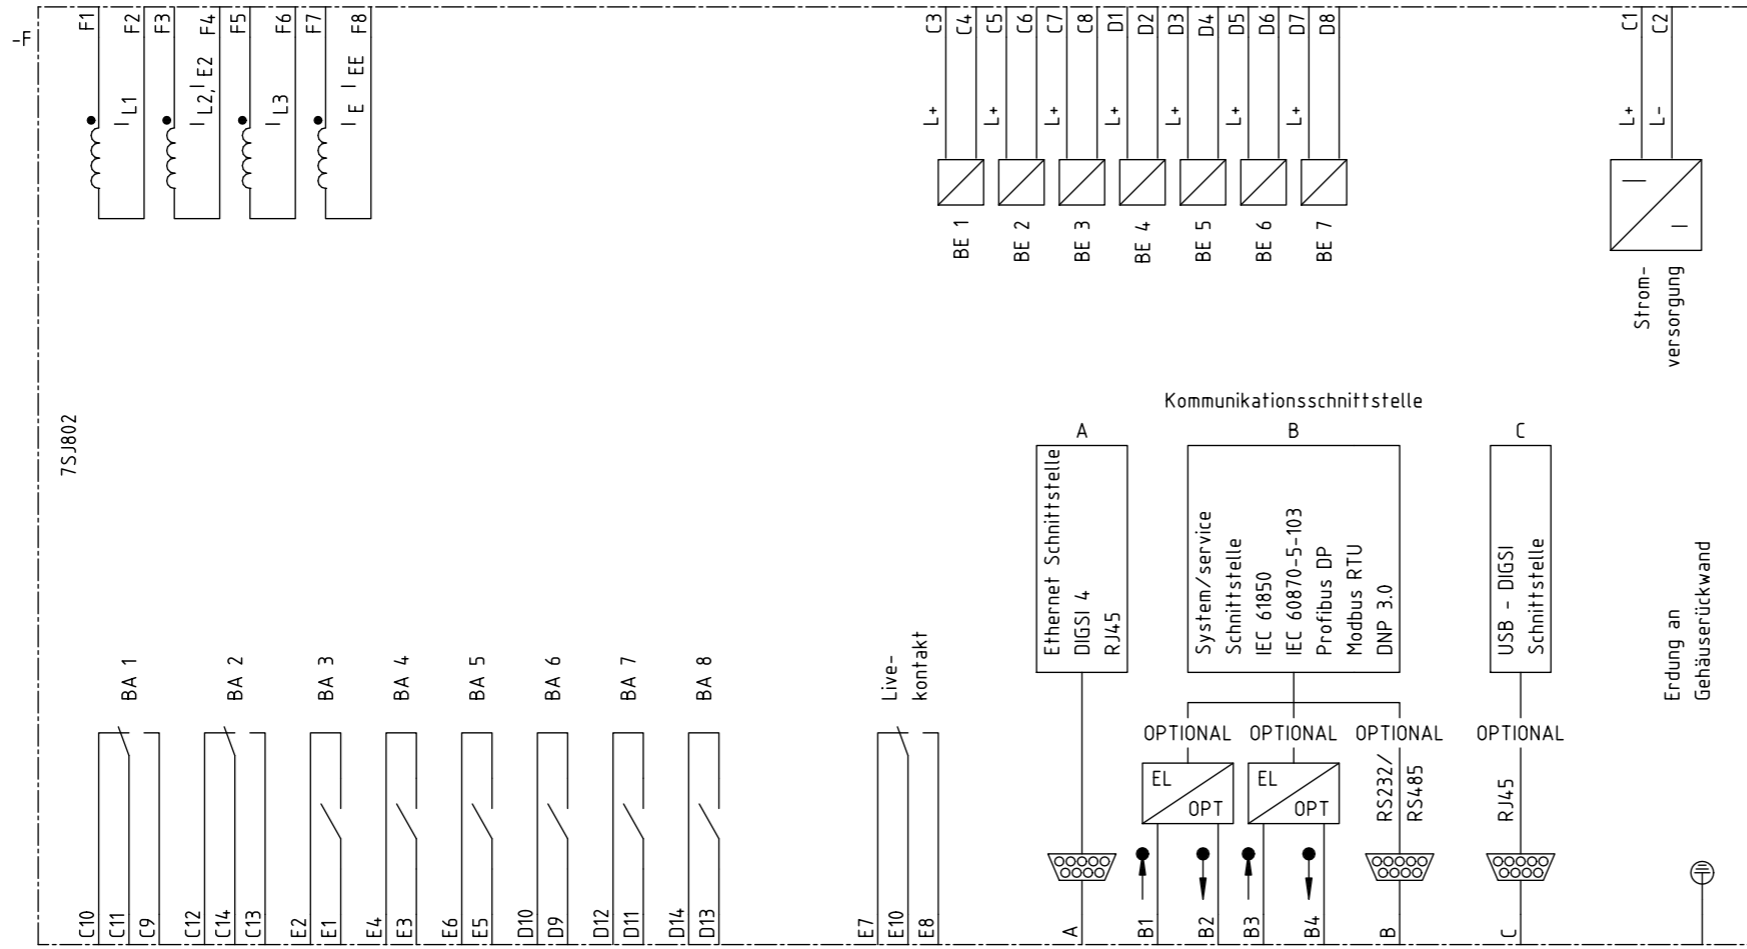 -F
F1
F2
F3
F4
F5
F6
F7
F8
I L1
I L2, I E2
I L3
I E I EE
C3
C4
C5
C6
C7
C8
D1
D2
D3
D4
D5
D6
D7
D8
C1
C2
L+
L+
L+
L+
L+
L+
L+
L+
L-
BE 1
BE 2
BE 3
BE 4
BE 5
BE 6
BE 7
Strom-
versorgung
7SJ802
Kommunikationsschnittstelle
A
B
C
Ethernet Schnittstelle
DIGSI 4
RJ45
System/service
Schnittstelle
IEC 61850
IEC 60870-5-103
Profibus DP
Modbus RTU
DNP 3.0
USB - DIGSI
Schnittstelle
Erdung an
Gehäuserückwand
BA 1
BA 2
BA 3
BA 4
BA 5
BA 6
BA 7
BA 8
Live-
kontakt
OPTIONAL
OPTIONAL
OPTIONAL
OPTIONAL
EL
OPT
EL
OPT
RS232/
RS485
RJ45
C10
C11
C9
C12
C14
C13
E2
E1
E4
E3
E6
E5
D10
D9
D12
D11
D14
D13
E7
E10
E8
A
B1
B2
B3
B4
B
C